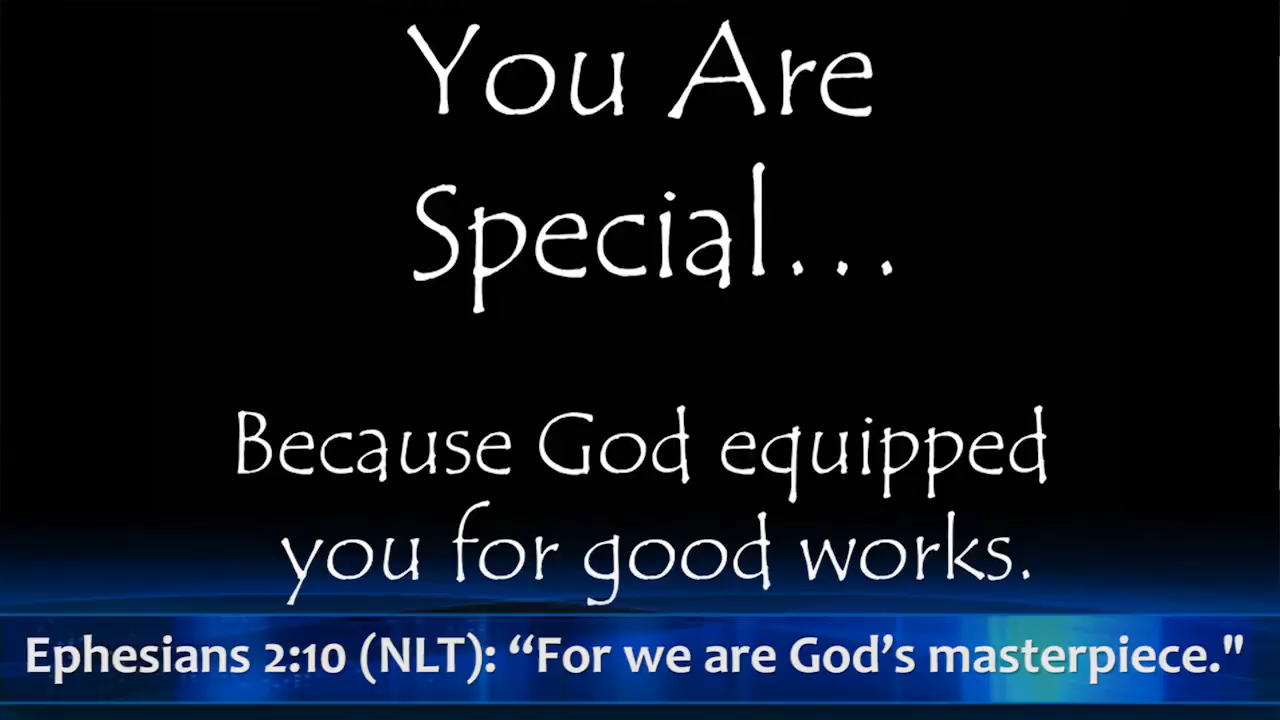 You Are
Special...
Because God equipped
you for good works.
Ephesians 2:10 (NLT): “For we are God’s masterpiece."